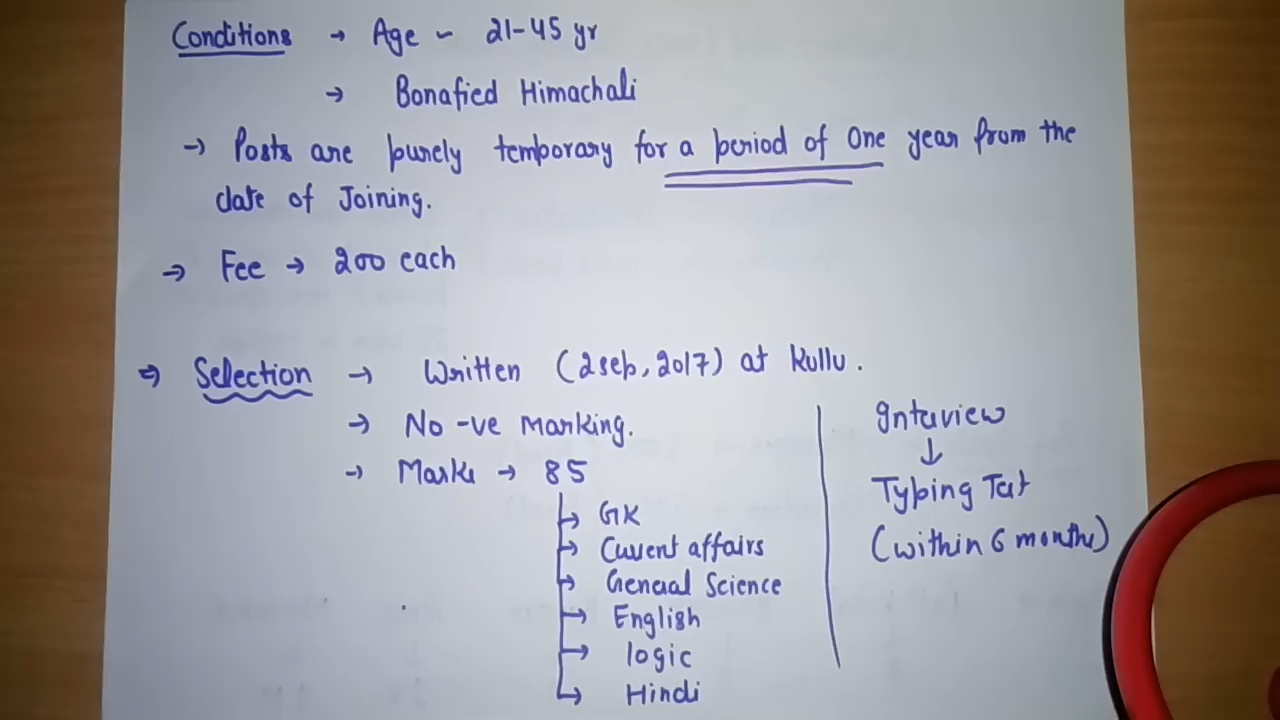 Conditions → Age ~ 21-45 yr
→ Bonafied Himachali
→ Posts are purely temporary for a period of One year from the
date of Joining.
→ Fee → 200 each
⇒ Selection → Written (2 sep, 2017) at Kullu.
→ No -ve Marking.
→ Marks → 85
→ GK
→ Current affairs
→ General Science
→ English
→ logic
→ Hindi
Interview
↓
Typing Test
(within 6 months)